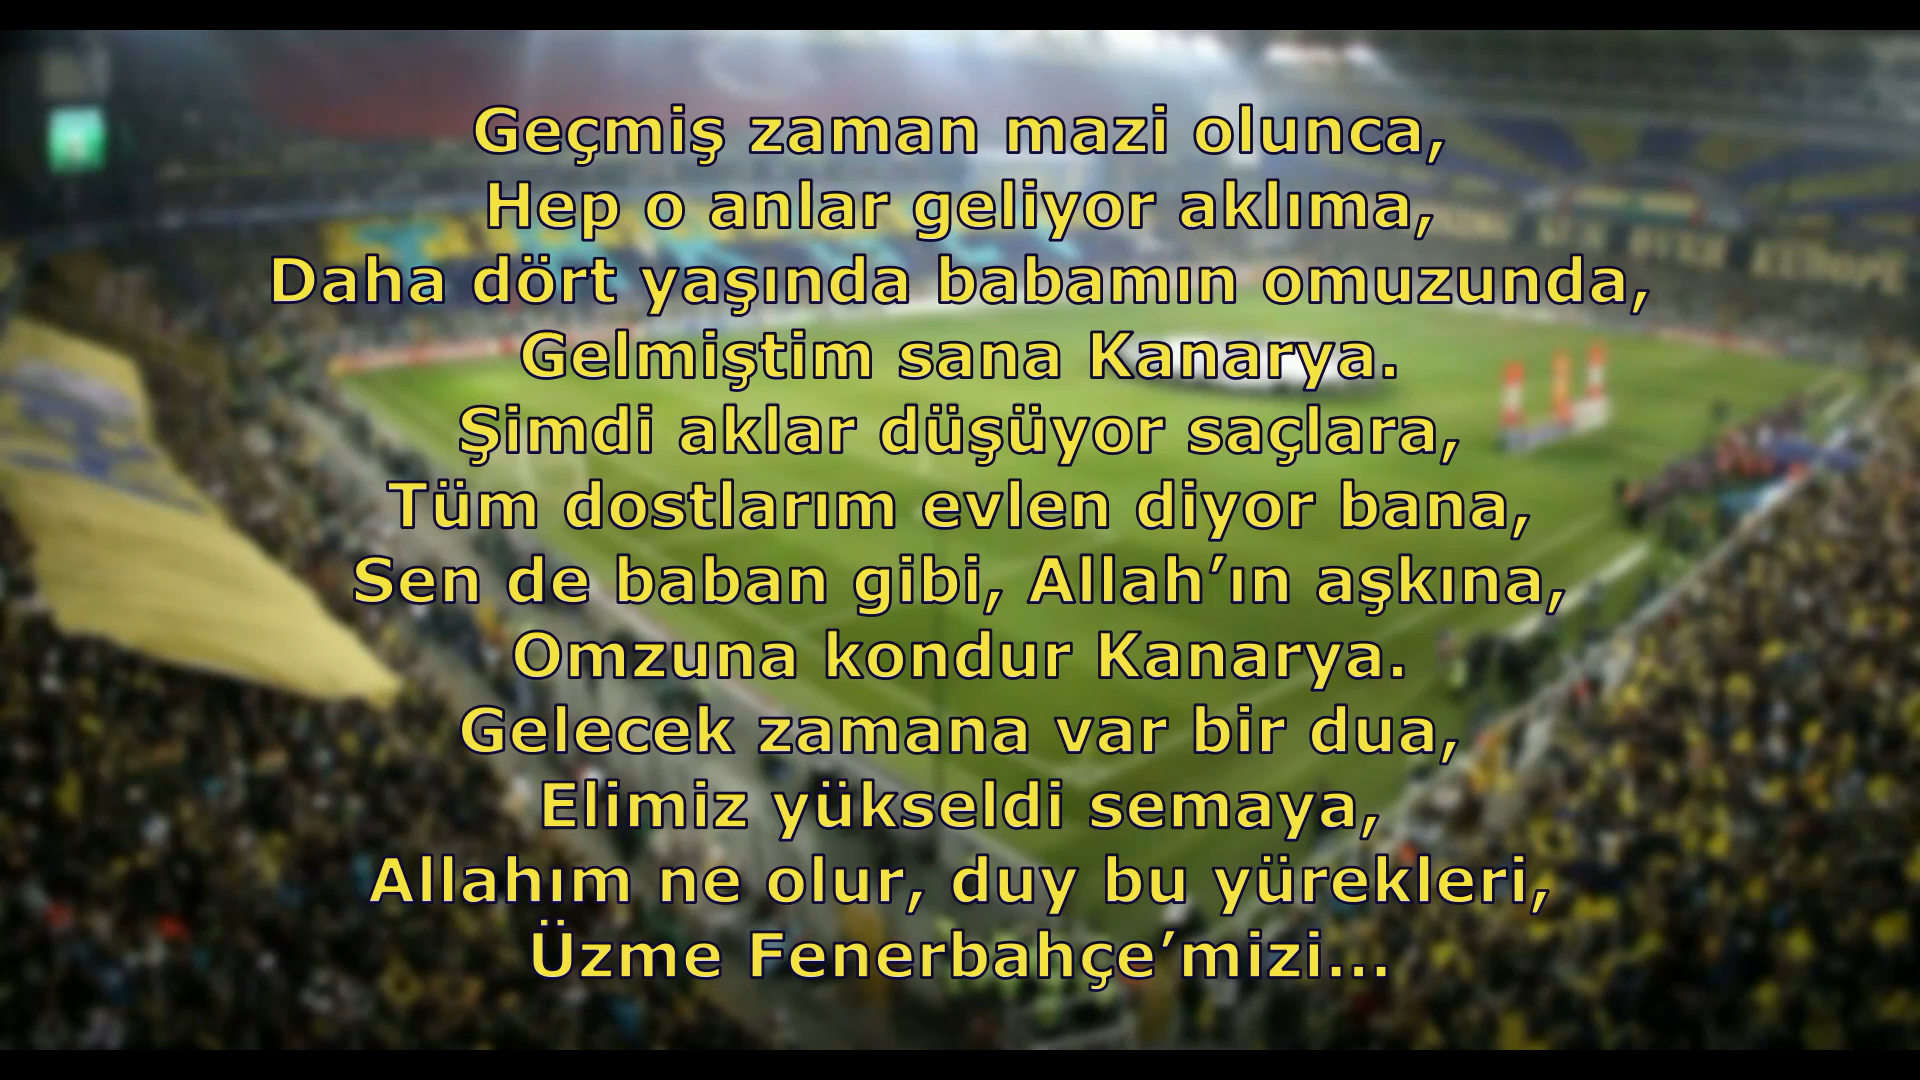 Geçmiş zaman mazi olunca,
Hep o anlar geliyor aklıma,
Daha dört yaşında babamın omuzunda,
Gelmiştim sana Kanarya.
Şimdi aklar düşüyor saçlara,
Tüm dostlarım evlen diyor bana,
Sen de baban gibi, Allah’ın aşkına,
Omzuna kondur Kanarya.
Gelecek zamana var bir dua,
Elimiz yükseldi semaya,
Allahım ne olur, duy bu yürekleri,
Üzme Fenerbahçe’mizi...